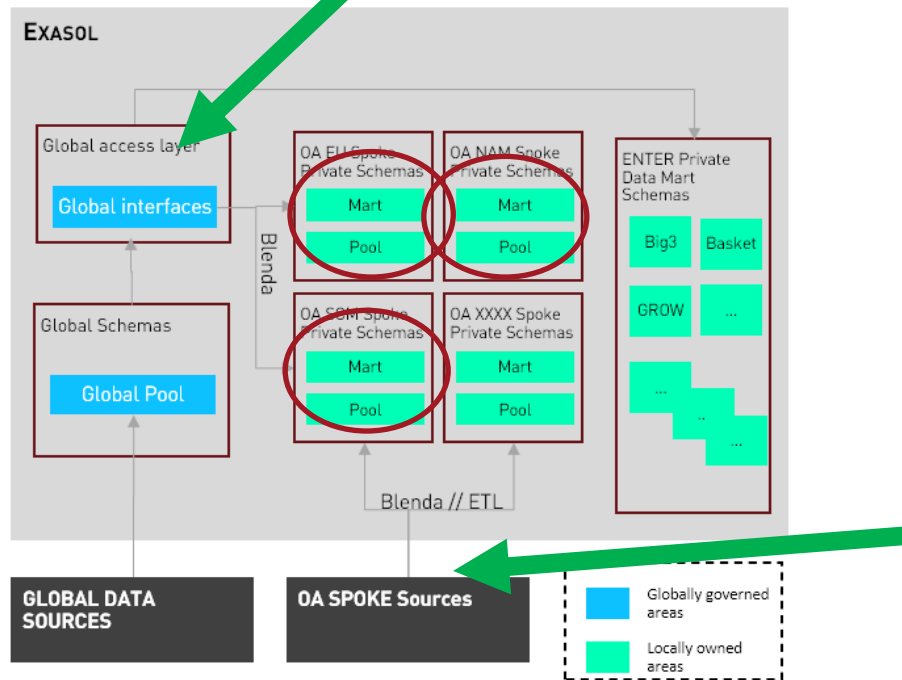 EXASOL
Global access layer
Global interfaces
Global Schemas
Global Pool
Blenda
OA EU Spoke
Private Schemas
Mart
Pool
OA NAM Spoke
Private Schemas
Mart
Pool
OA SOM Spoke
Private Schemas
Mart
Pool
OA XXXX Spoke
Private Schemas
Mart
Pool
ENTER Private
Data Mart
Schemas
Big3
Basket
GROW
...
...
..
...
Blenda // ETL
GLOBAL DATA
SOURCES
OA SPOKE Sources
Globally governed
areas
Locally owned
areas